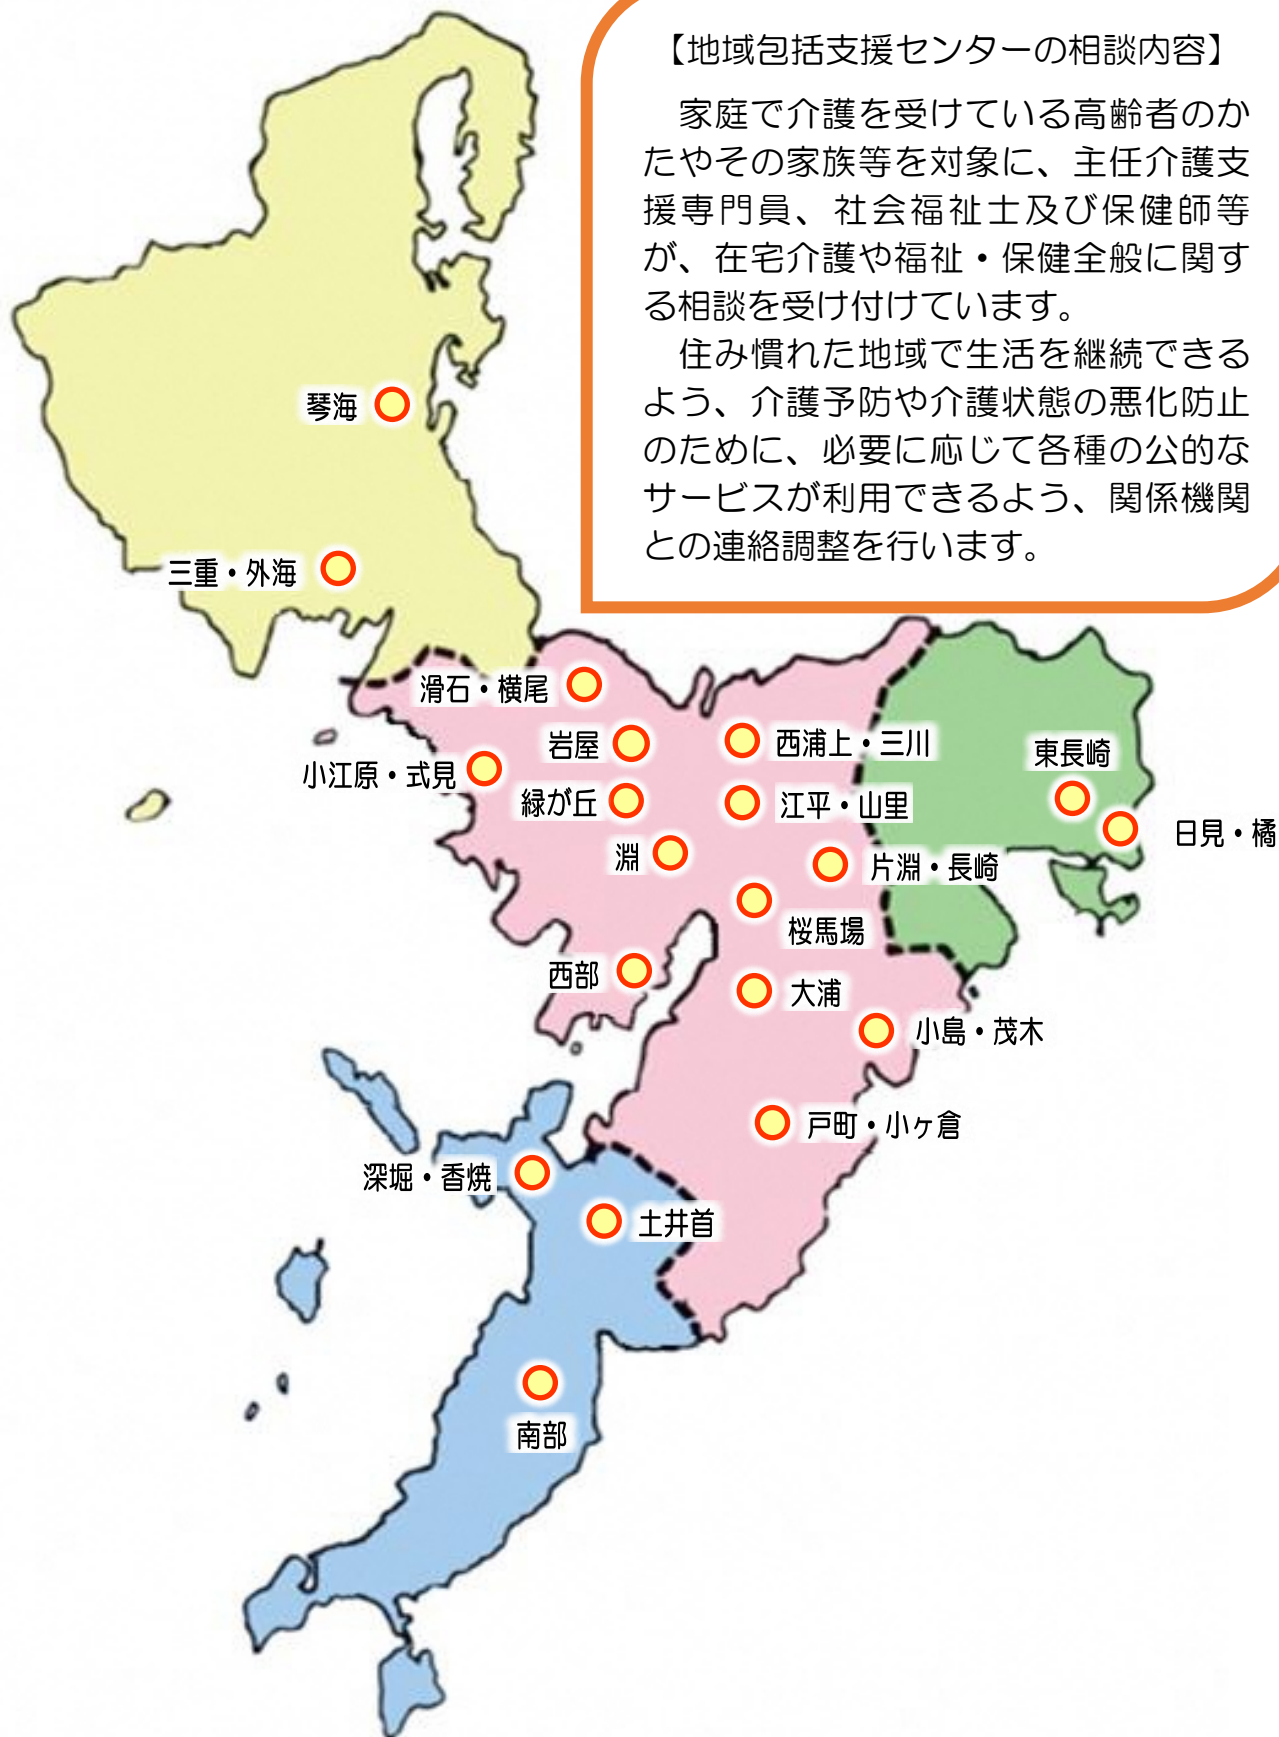 【地域包括支援センターの相談内容】
家庭で介護を受けている高齢者のか
たやその家族等を対象に、主任介護支
援専門員、社会福祉士及び保健師等
が、在宅介護や福祉・保健全般に関す
る相談を受け付けています。
住み慣れた地域で生活を継続できる
よう、介護予防や介護状態の悪化防止
のために、必要に応じて各種の公的な
サービスが利用できるよう、関係機関
との連絡調整を行います。
琴海
三重・外海
滑石・横尾
岩屋
西浦上・三川
東長崎
小江原・式見
緑が丘
江平・山里
日見・橘
淵
片淵・長崎
桜馬場
西部
大浦
小島・茂木
戸町・小ヶ倉
深堀・香焼
土井首
南部